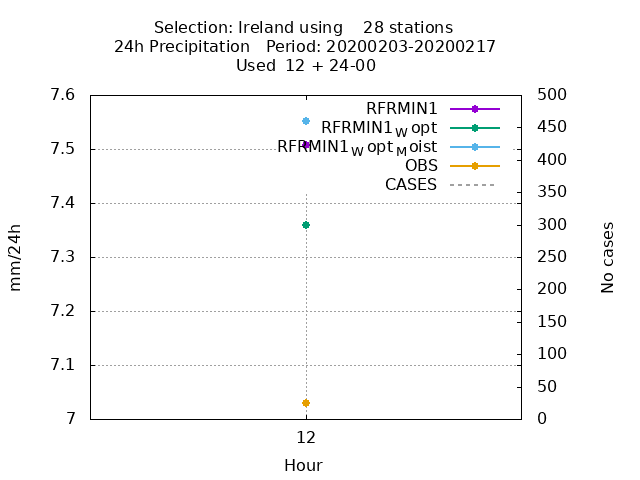 Selection: Ireland using    28 stations
24h Precipitation   Period: 20200203-20200217
Used  12 + 24-00
7.6
7.5
7.4
7.3
7.2
7.1
7
mm/24h
RFRMIN1
RFRMIN1_W opt
RFRMIN1_W opt_M oist
OBS
CASES
500
450
400
350
300
250
200
150
100
50
0
No cases
12
Hour